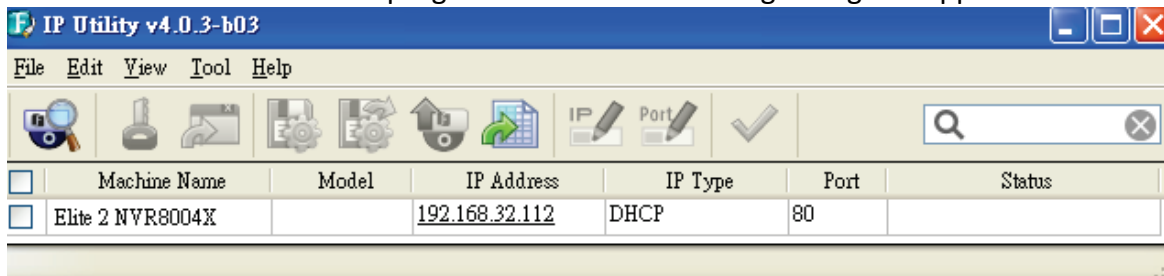 IP Utility v4.0.3-b03
File Edit View Tool Help
IP Port
Machine Name Model IP Address IP Type Port Status
Elite 2 NVR8004X 192.168.32.112 DHCP 80